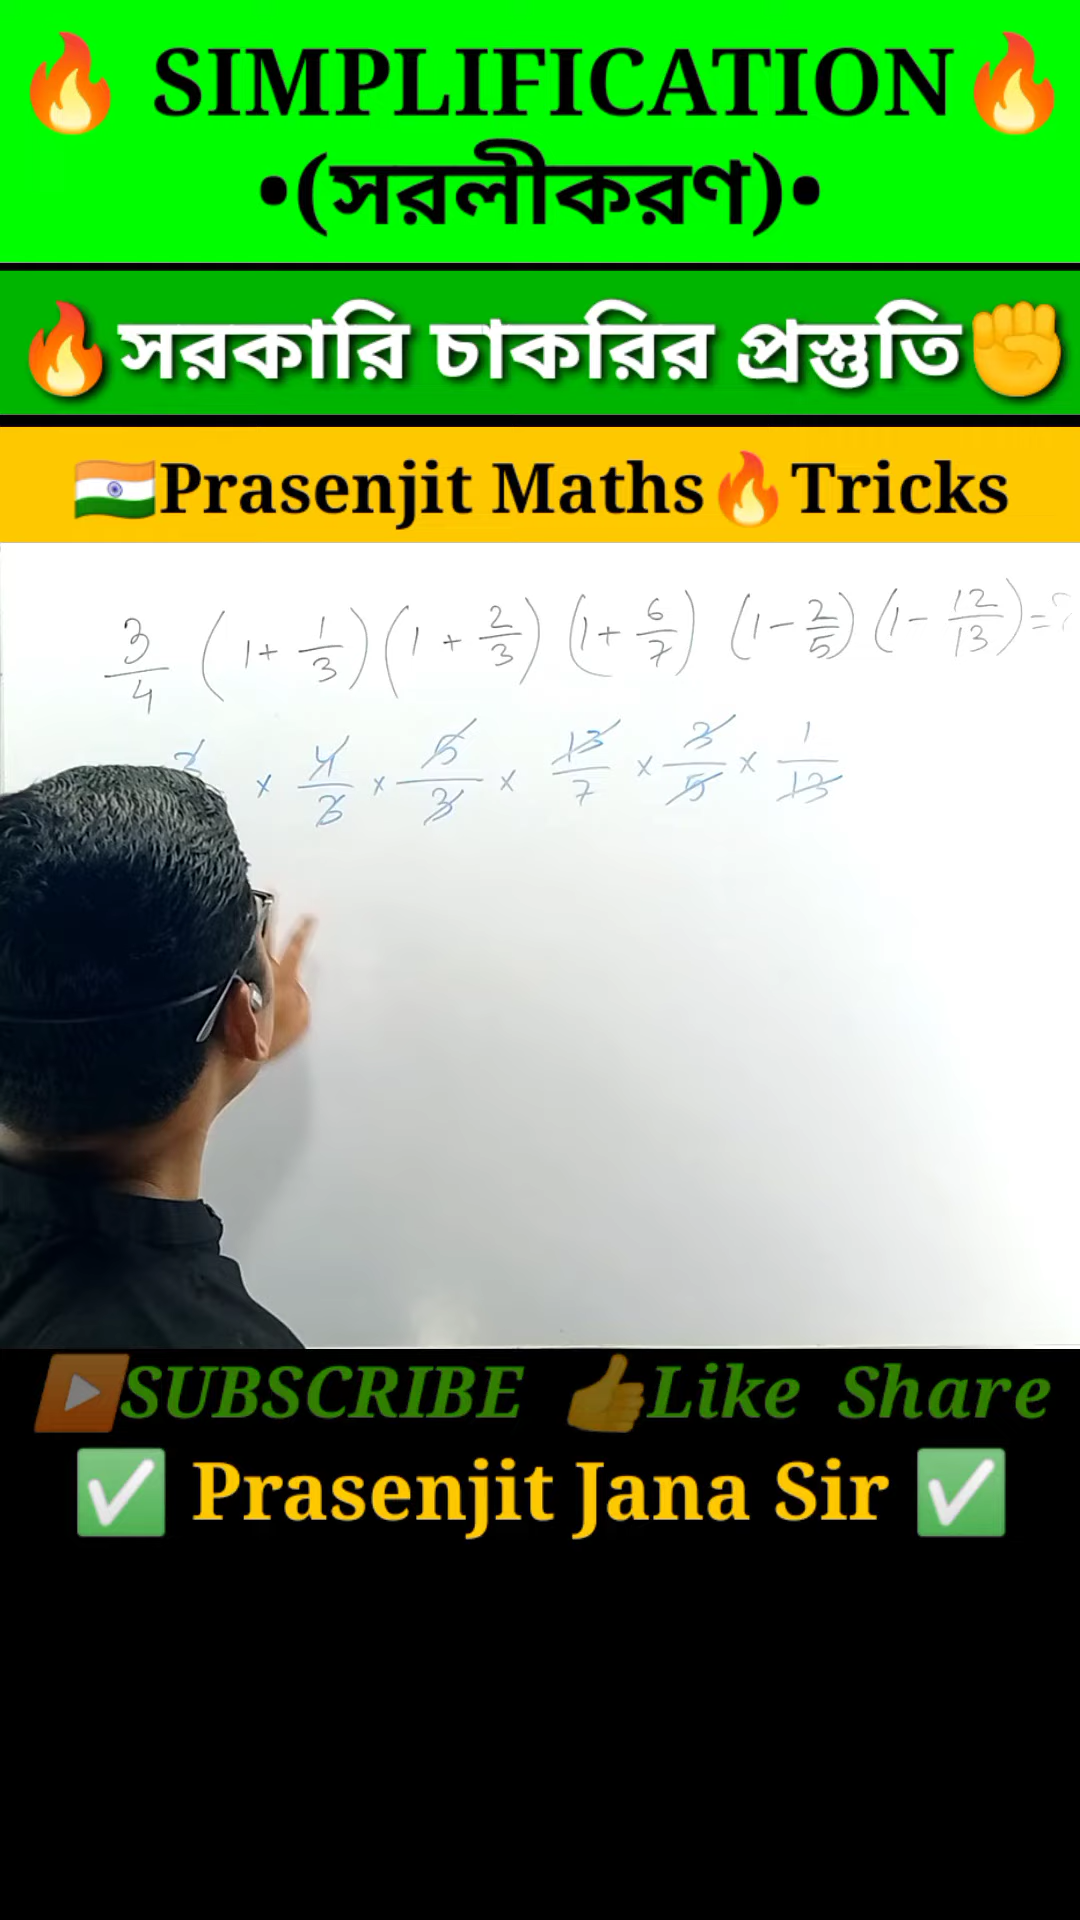 🔥 SIMPLIFICATION🔥
•(সরলীকরণ)•
🔥সরকারি চাকরির প্রস্তুতি✊
🇮🇳Prasenjit Maths🔥Tricks
3/4 (1+ 1/3)(1 + 2/3)(1+ 6/7)(1- 2/5)(1- 12/13)=?
3 × 4/3 × 5/3 × 13/7 × 3/5 × 1/13
▶️SUBSCRIBE 👍Like Share
✅ Prasenjit Jana Sir ✅